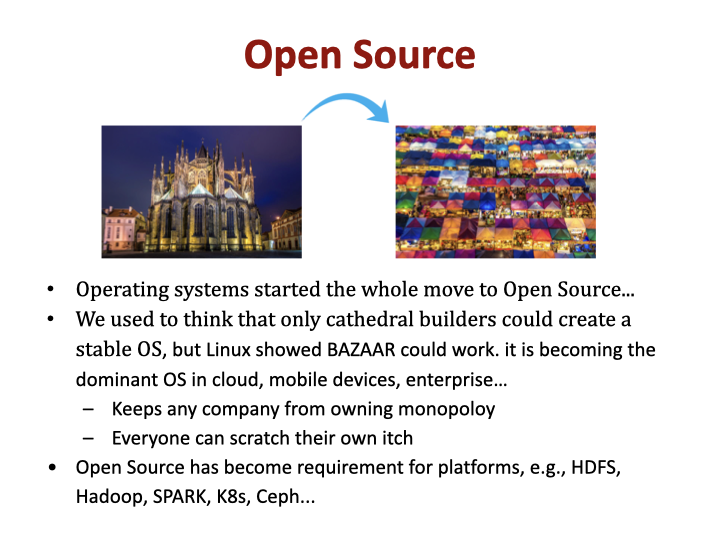 Open Source
• Operating systems started the whole move to Open Source...
• We used to think that only cathedral builders could create a
stable OS, but Linux showed BAZAAR could work. it is becoming the
dominant OS in cloud, mobile devices, enterprise...
– Keeps any company from owning monopoloy
– Everyone can scratch their own itch
• Open Source has become requirement for platforms, e.g., HDFS,
Hadoop, SPARK, K8s, Ceph...